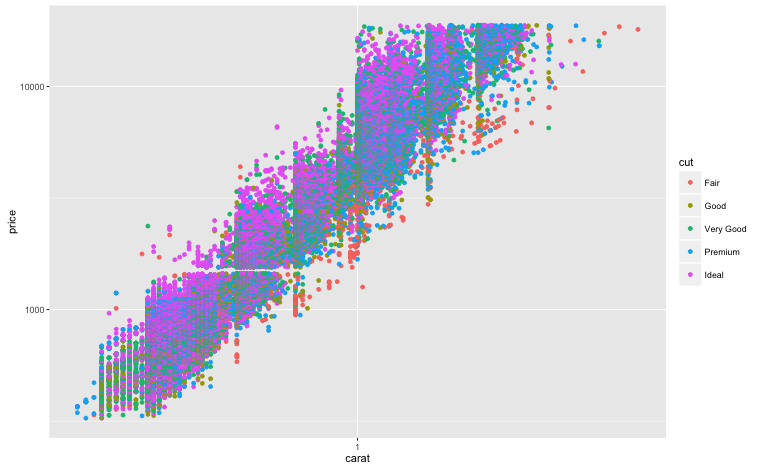 10000
1000
price
1
carat
cut
Fair
Good
Very Good
Premium
Ideal